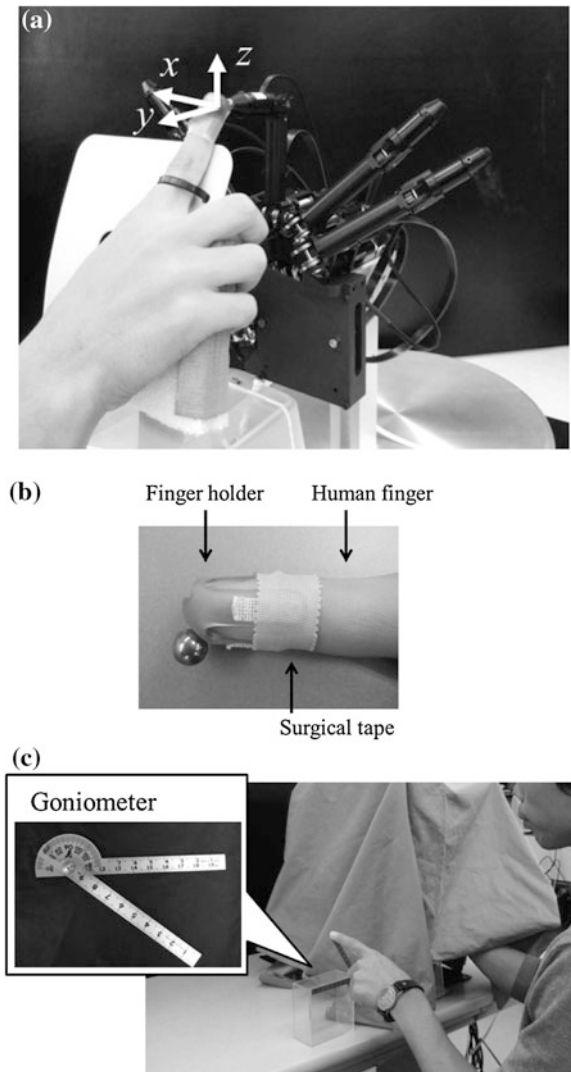 (a)
z
x
y
(b)
Finger holder Human finger
Surgical tape
(c)
Goniometer